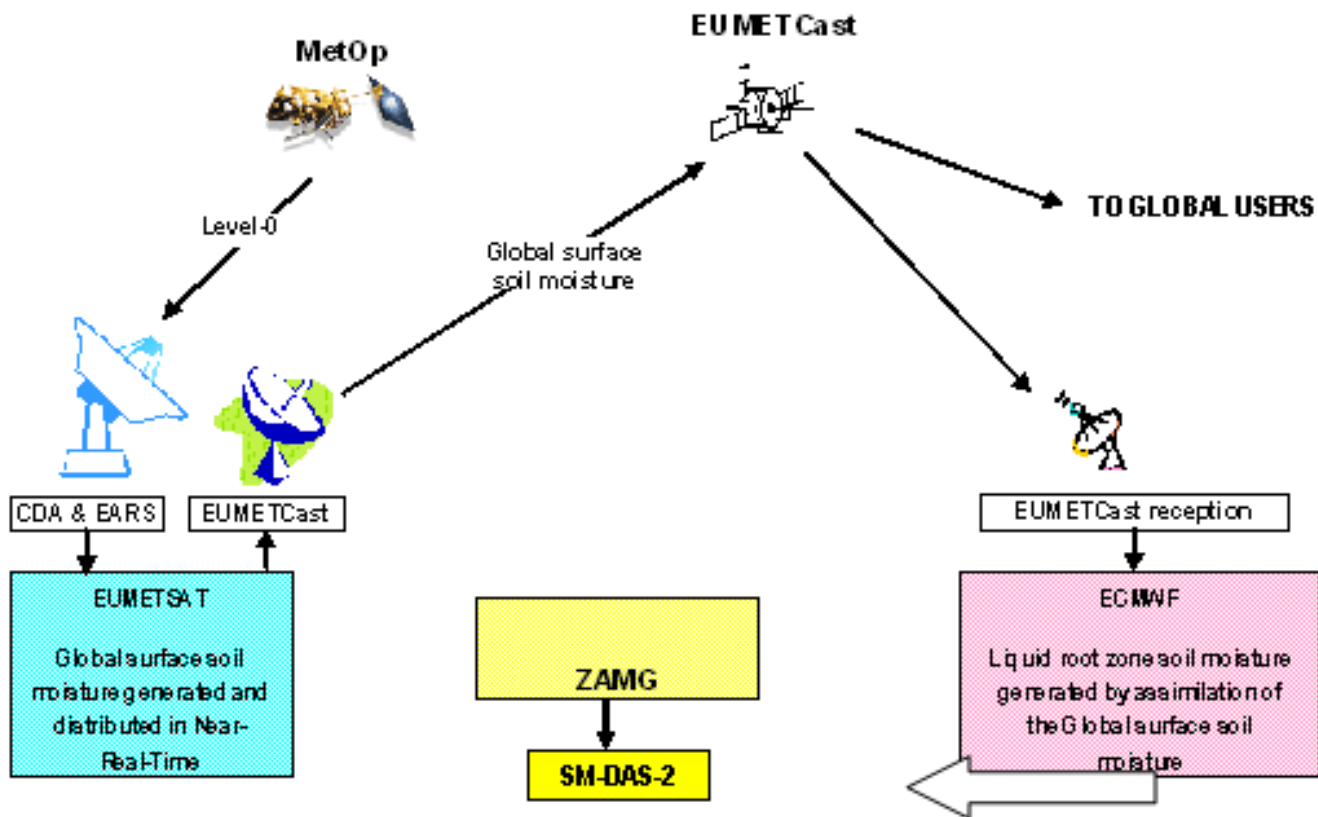 EUMETCast
MetOp
TO GLOBAL USERS
Level-0
Global surface
soil moisture
CDA & EARS
EUMETCast
EUMETCast reception
EUMETSAT
Global surface soil
moisture generated and
distributed in Near-
Real-Time
ZAMG
SM-DAS-2
ECMWF
Liquid root zone soil moisture
generated by assimilation of
the Global surface soil
moisture